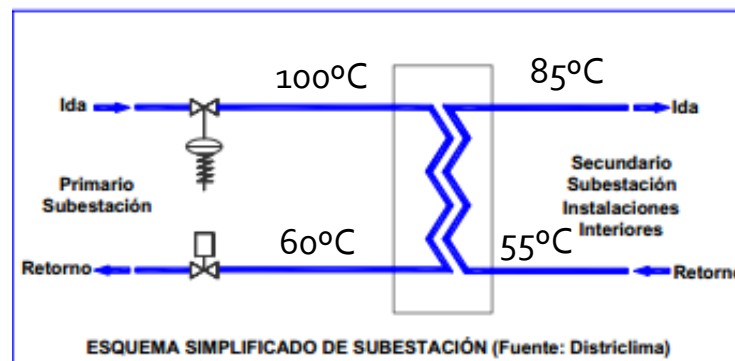 100ºC
85ºC
Ida
Ida
Primario
Subestación
Secundario
Subestación
Instalaciones
Interiores
60ºC
55ºC
Retorno
Retorno
ESQUEMA SIMPLIFICADO DE SUBESTACIÓN (Fuente: Districlima)